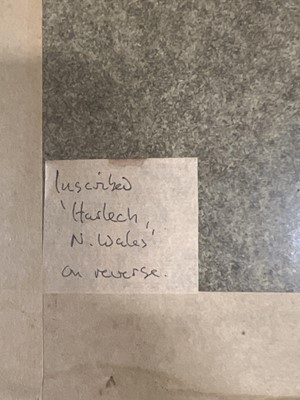 Inscribed
'Harlech,
N. Wales'
on reverse.